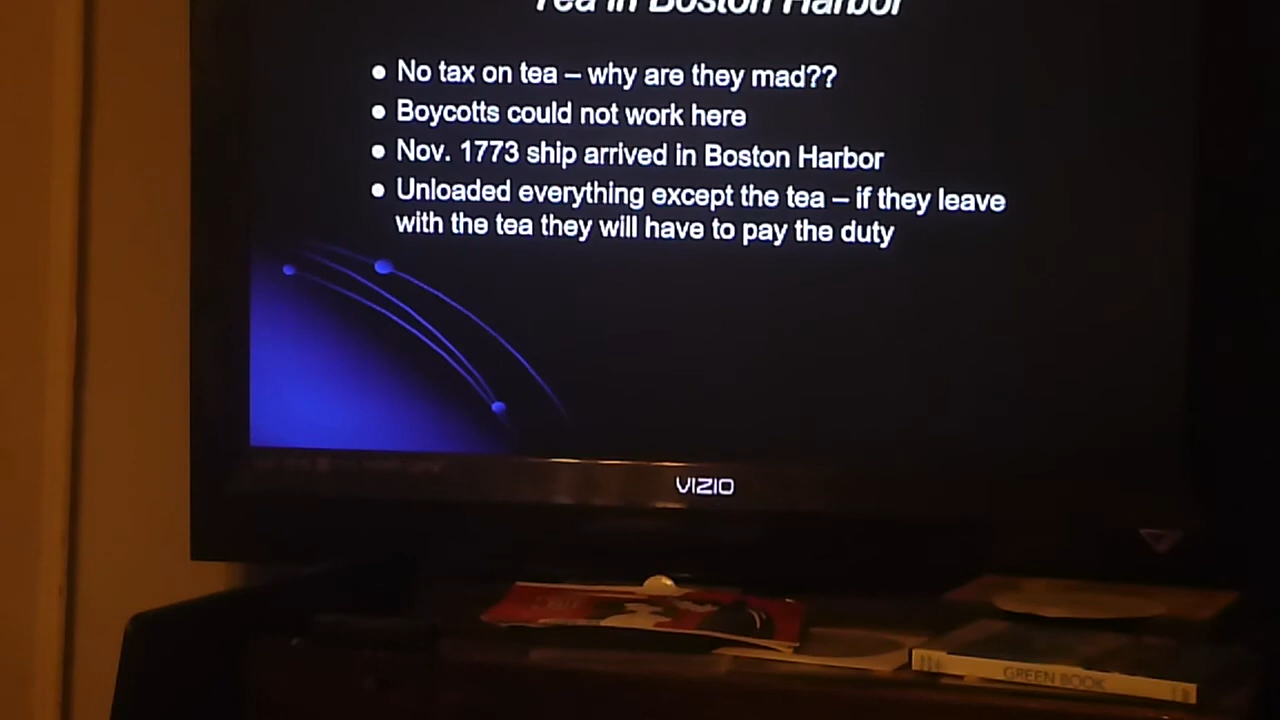 Tea in Boston Harbor
● No tax on tea – why are they mad??
● Boycotts could not work here
● Nov. 1773 ship arrived in Boston Harbor
● Unloaded everything except the tea – if they leave
with the tea they will have to pay the duty
VIZIO
GREEN BOOK